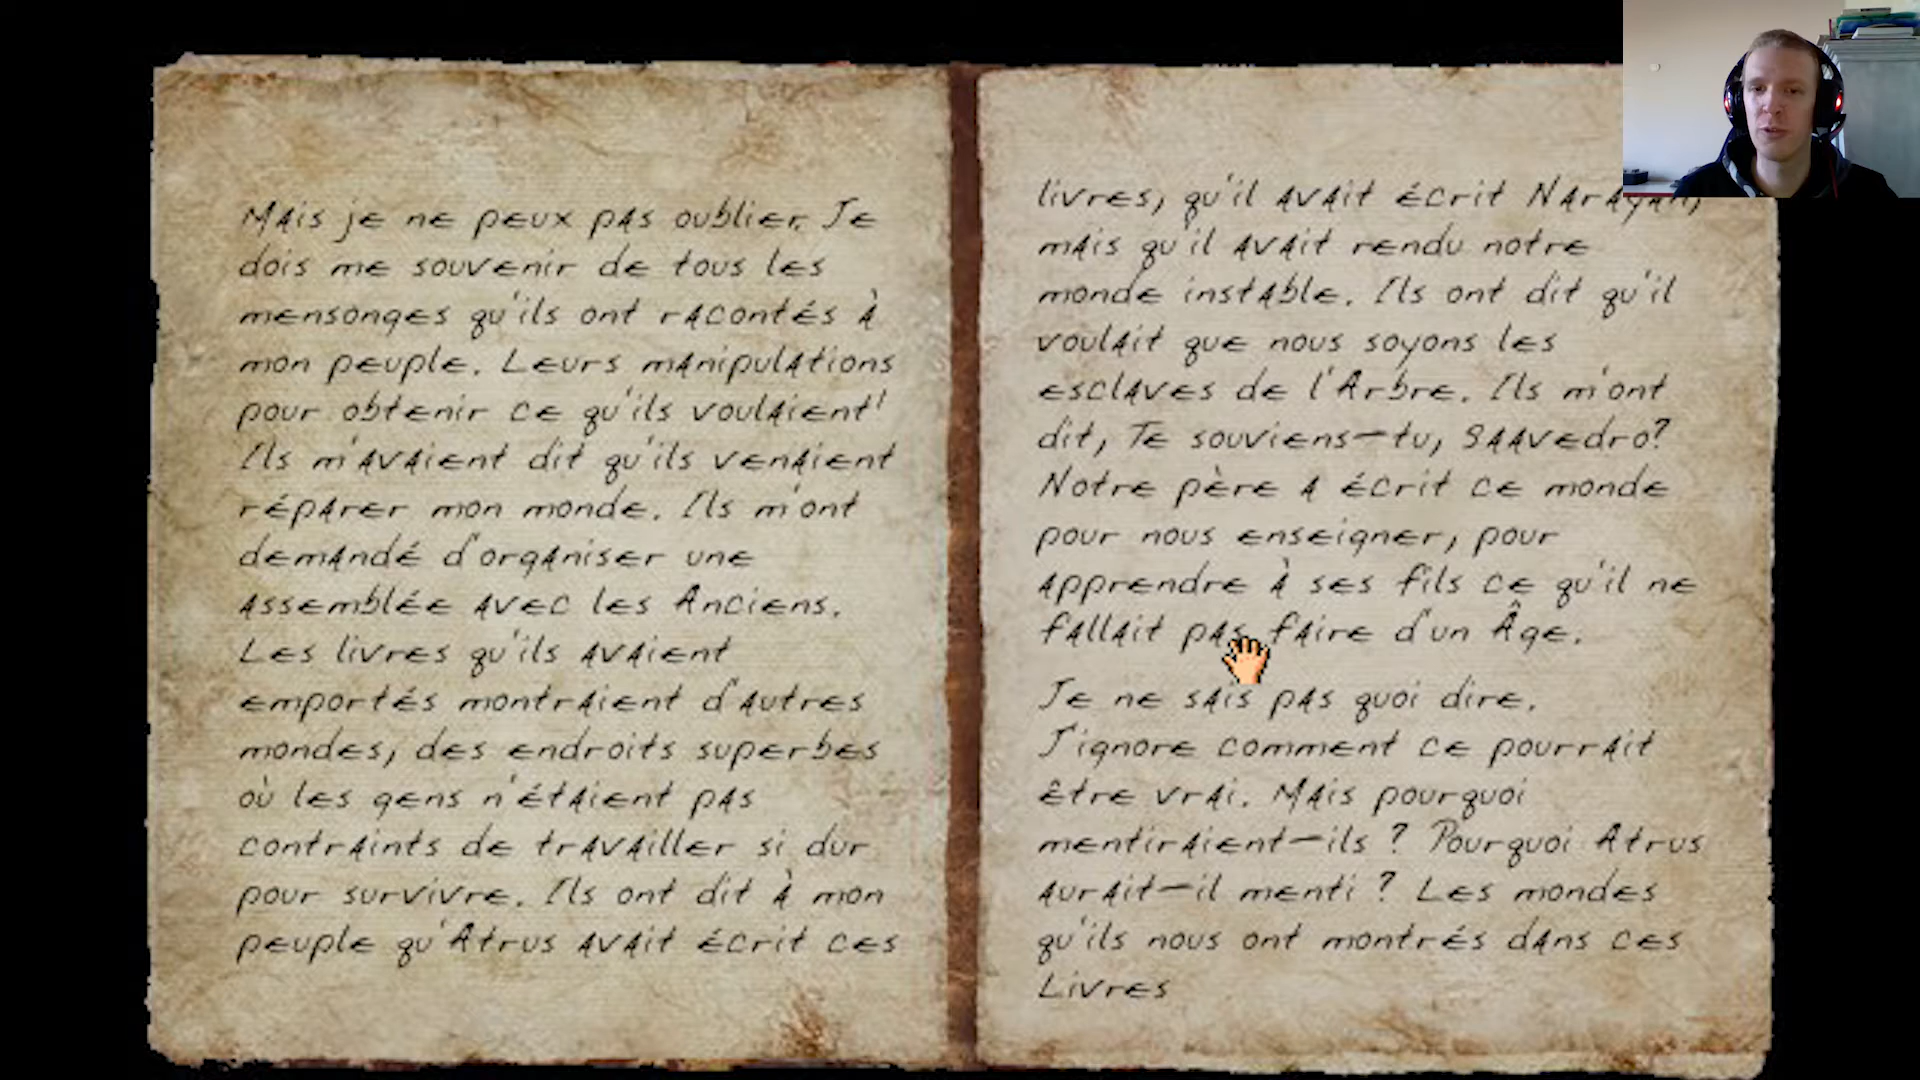 Mais je ne peux pas oublier. Je
dois me souvenir de tous les
mensonges qu'ils ont racontés à
mon peuple. Leurs manipulations
pour obtenir ce qu'ils voulaient!
Ils m'avaient dit qu'ils venaient
réparer mon monde. Ils m'ont
demandé d'organiser une
assemblée avec les Anciens.
Les livres qu'ils avaient
emportés montraient d'autres
mondes, des endroits superbes
où les gens n'étaient pas
contraints de travailler si dur
pour survivre. Ils ont dit à mon
peuple qu'Atrus avait écrit ces
livres, qu'il avait écrit Narayan,
mais qu'il avait rendu notre
monde instable. Ils ont dit qu'il
voulait que nous soyons les
esclaves de l'Arbre. Ils m'ont
dit, Te souviens-tu, Saavedro?
Notre père a écrit ce monde
pour nous enseigner, pour
apprendre à ses fils ce qu'il ne
fallait pas faire d'un Âge.
Je ne sais pas quoi dire.
J'ignore comment ce pourrait
être vrai. Mais pourquoi
mentiraient-ils ? Pourquoi Atrus
aurait-il menti ? Les mondes
qu'ils nous ont montrés dans ces
Livres